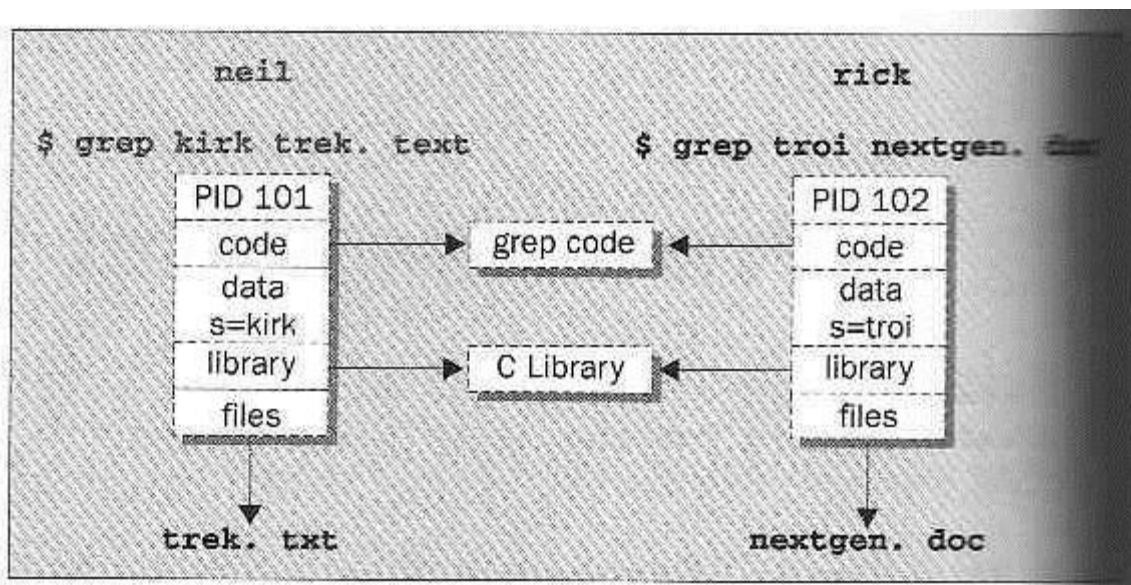 neil
rick
$ grep kirk trek. text
$ grep troi nextgen.
PID 101
code
data
s=kirk
library
files
grep code
C Library
PID 102
code
data
s=troi
library
files
trek. txt
nextgen. doc